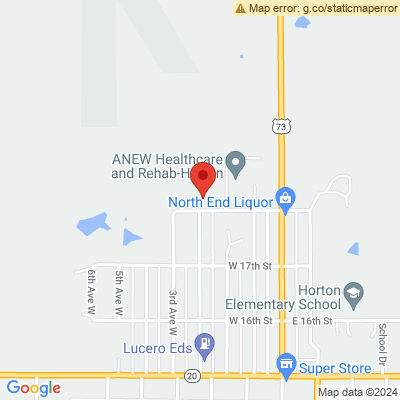 Map error: g.co/staticmaperror
73
ANEW Healthcare
and Rehab-Horton
North End Liquor
W 17th St
6th Ave W
5th Ave W
3rd Ave W
Horton
Elementary School
W 16th St
E 16th St
School Dr
Lucero Eds
20
Super Store
Google
Map data ©2024